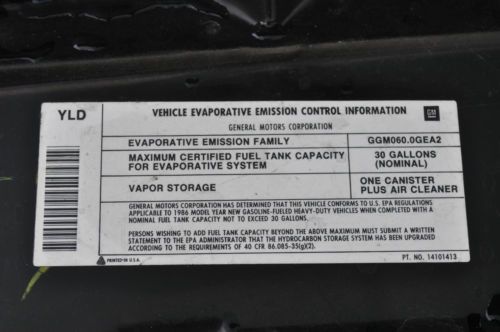 YLD
VEHICLE EVAPORATIVE EMISSION CONTROL INFORMATION
GM
GENERAL MOTORS CORPORATION
EVAPORATIVE EMISSION FAMILY
GGM060.0GEA2
MAXIMUM CERTIFIED FUEL TANK CAPACITY
FOR EVAPORATIVE SYSTEM
30 GALLONS
(NOMINAL)
VAPOR STORAGE
ONE CANISTER
PLUS AIR CLEANER
GENERAL MOTORS CORPORATION HAS DETERMINED THAT THIS VEHICLE CONFORMS TO U.S. EPA REGULATIONS
APPLICABLE TO 1986 MODEL YEAR NEW GASOLINE-FUELED HEAVY-DUTY VEHICLES WHEN COMPLETED WITH A
NOMINAL FUEL TANK CAPACITY NOT TO EXCEED 30 GALLONS.
PERSONS WISHING TO ADD FUEL TANK CAPACITY BEYOND THE ABOVE MAXIMUM MUST SUBMIT A WRITTEN
STATEMENT TO THE EPA ADMINISTRATOR THAT THE HYDROCARBON STORAGE SYSTEM HAS BEEN UPGRADED
ACCORDING TO THE REQUIREMENTS OF 40 CFR 86.085-35(g)(2).
PRINTED IN U.S.A.
PT. NO. 14101413